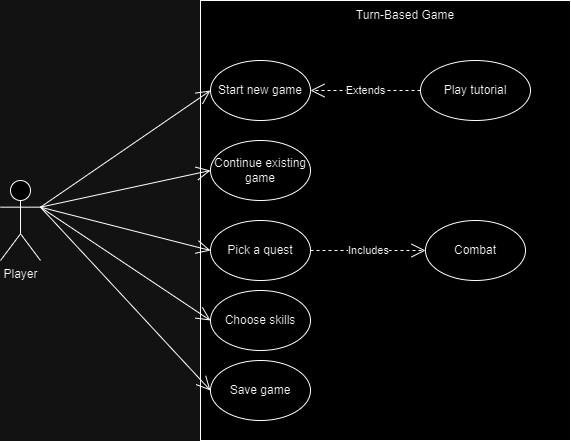 Turn-Based Game
Start new game
Extends
Play tutorial
Continue existing
game
Pick a quest
Includes
Combat
Player
Choose skills
Save game